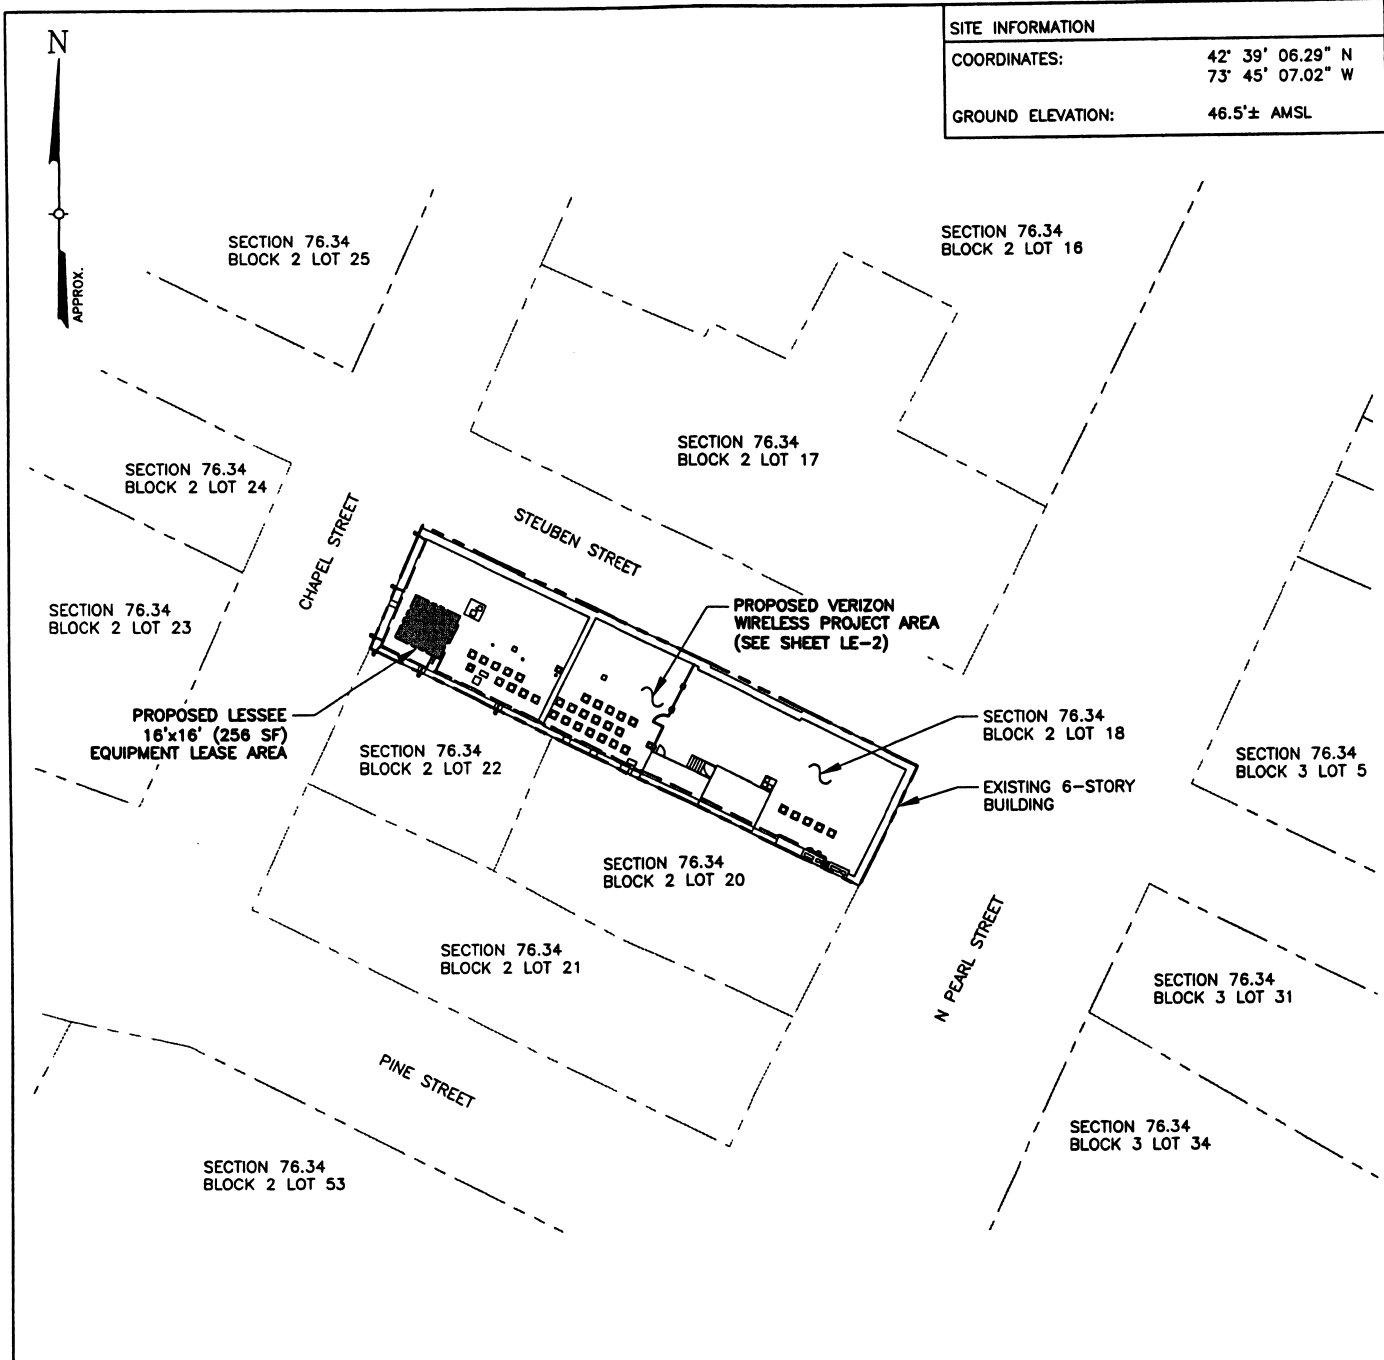 SITE INFORMATION
COORDINATES: 42° 39' 06.29" N
73° 45' 07.02" W
GROUND ELEVATION: 46.5'± AMSL
N
APPROX.
SECTION 76.34
BLOCK 2 LOT 25
SECTION 76.34
BLOCK 2 LOT 16
SECTION 76.34
BLOCK 2 LOT 17
SECTION 76.34
BLOCK 2 LOT 24
CHAPEL STREET
STEUBEN STREET
SECTION 76.34
BLOCK 2 LOT 23
PROPOSED VERIZON
WIRELESS PROJECT AREA
(SEE SHEET LE-2)
PROPOSED LESSEE
16'x16' (256 SF)
EQUIPMENT LEASE AREA
SECTION 76.34
BLOCK 2 LOT 18
SECTION 76.34
BLOCK 2 LOT 22
SECTION 76.34
BLOCK 3 LOT 5
EXISTING 6-STORY
BUILDING
SECTION 76.34
BLOCK 2 LOT 20
SECTION 76.34
BLOCK 2 LOT 21
N PEARL STREET
SECTION 76.34
BLOCK 3 LOT 31
PINE STREET
SECTION 76.34
BLOCK 3 LOT 34
SECTION 76.34
BLOCK 2 LOT 53